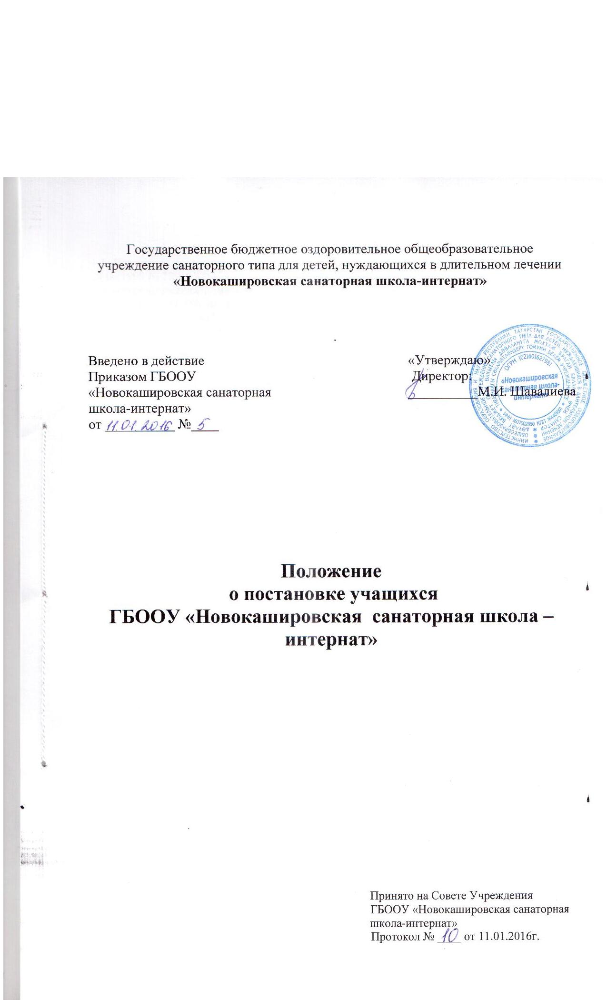 Государственное бюджетное оздоровительное общеобразовательное
учреждение санаторного типа для детей, нуждающихся в длительном лечении
«Новокашировская санаторная школа-интернат»
Введено в действие
Приказом ГБООУ
«Новокашировская санаторная
школа-интернат»
от 11.01.2016 № 5
«Утверждаю»
Директор:
М.И. Шавалиева
ОГРН 1021601627981
«Новокашировская
санаторная школа-
интернат»
Положение
о постановке учащихся
ГБООУ «Новокашировская санаторная школа –
интернат»
Принято на Совете Учреждения
ГБООУ «Новокашировская санаторная
школа-интернат»
Протокол № 10 от 11.01.2016г.